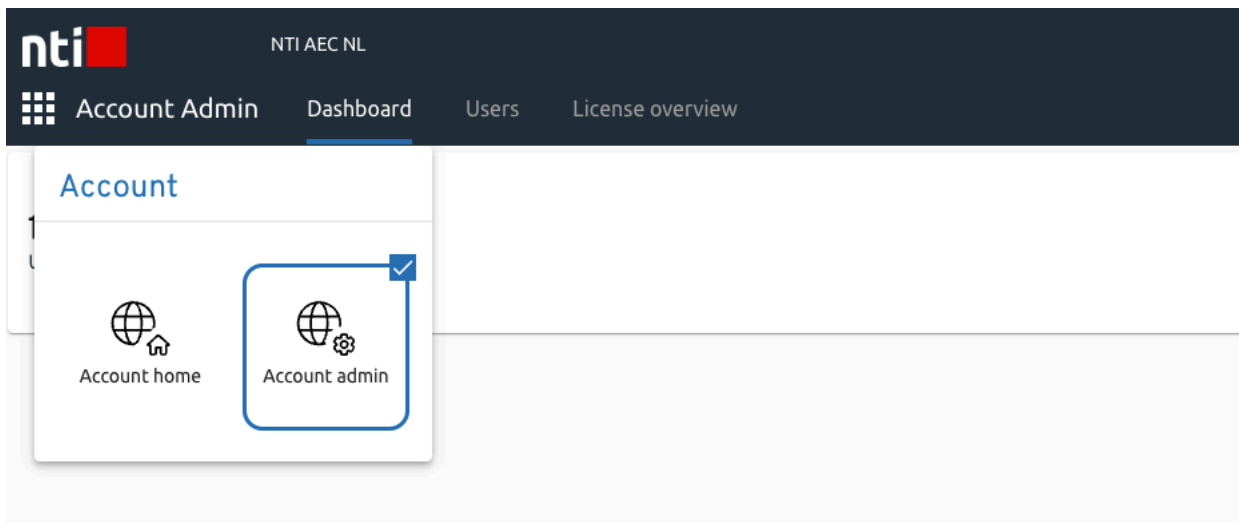 nti
NTI AEC NL
Account Admin Dashboard Users License overview
Account
Account home Account admin